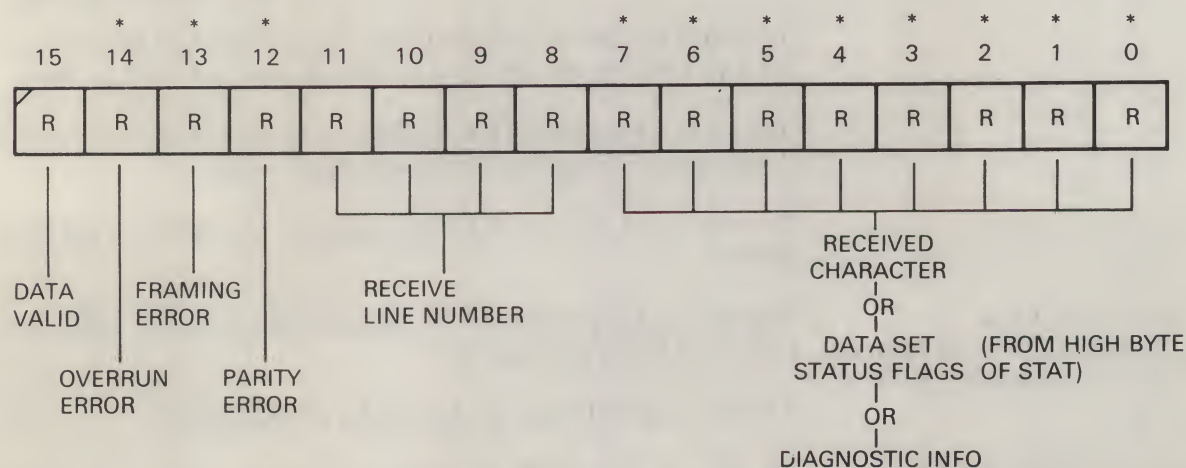 * * * * * * * * * * *
15 14 13 12 11 10 9 8 7 6 5 4 3 2 1 0
R R R R R R R R R R R R R R R R
DATA
VALID
OVERRUN
ERROR
FRAMING
ERROR
PARITY
ERROR
RECEIVE
LINE NUMBER
RECEIVED
CHARACTER
OR
DATA SET (FROM HIGH BYTE
STATUS FLAGS OF STAT)
OR
DIAGNOSTIC INFO